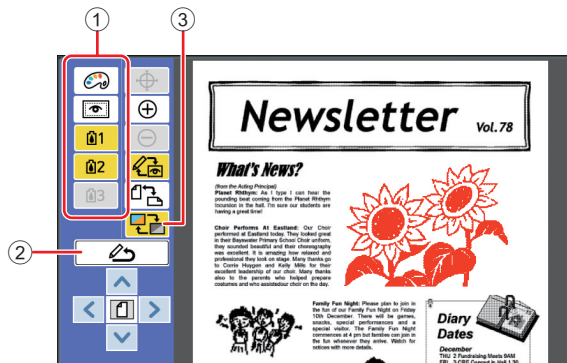 1
3
1
2
3
2
Newsletter Vol. 78
What's News?
(from the Acting Principal)
Planet Rhthym: As I type I can hear the
pounding beat coming from the Planet Rhythm
incursion in the hall. I'm sure our students are
having a great time!
Choir Performs At Eastland: Our Choir
performed at Eastland today. They looked great
in their Bayswater Primary School Choir uniform,
they sounded beautiful and their choreography
was excellent. It is amazing how relaxed and
professional they look on stage. Many thanks go
to Corrie Huygen and Kelly Mills for their
excellent leadership of our choir. Many thanks
also to the parents who helped prepare
costumes and who assistedour choir on the day.
Family Fun Night: Please plan to join in
the fun of our Family Fun Night on Friday
10th December. There will be games,
snacks, special performances and a
special visitor. The Family Fun Night
commences at 4 pm but families can join in
the fun whoever they arrive. Watch for
notices with more details.
Diary
Dates
December
THU 2 Fundraising Meets 9AM